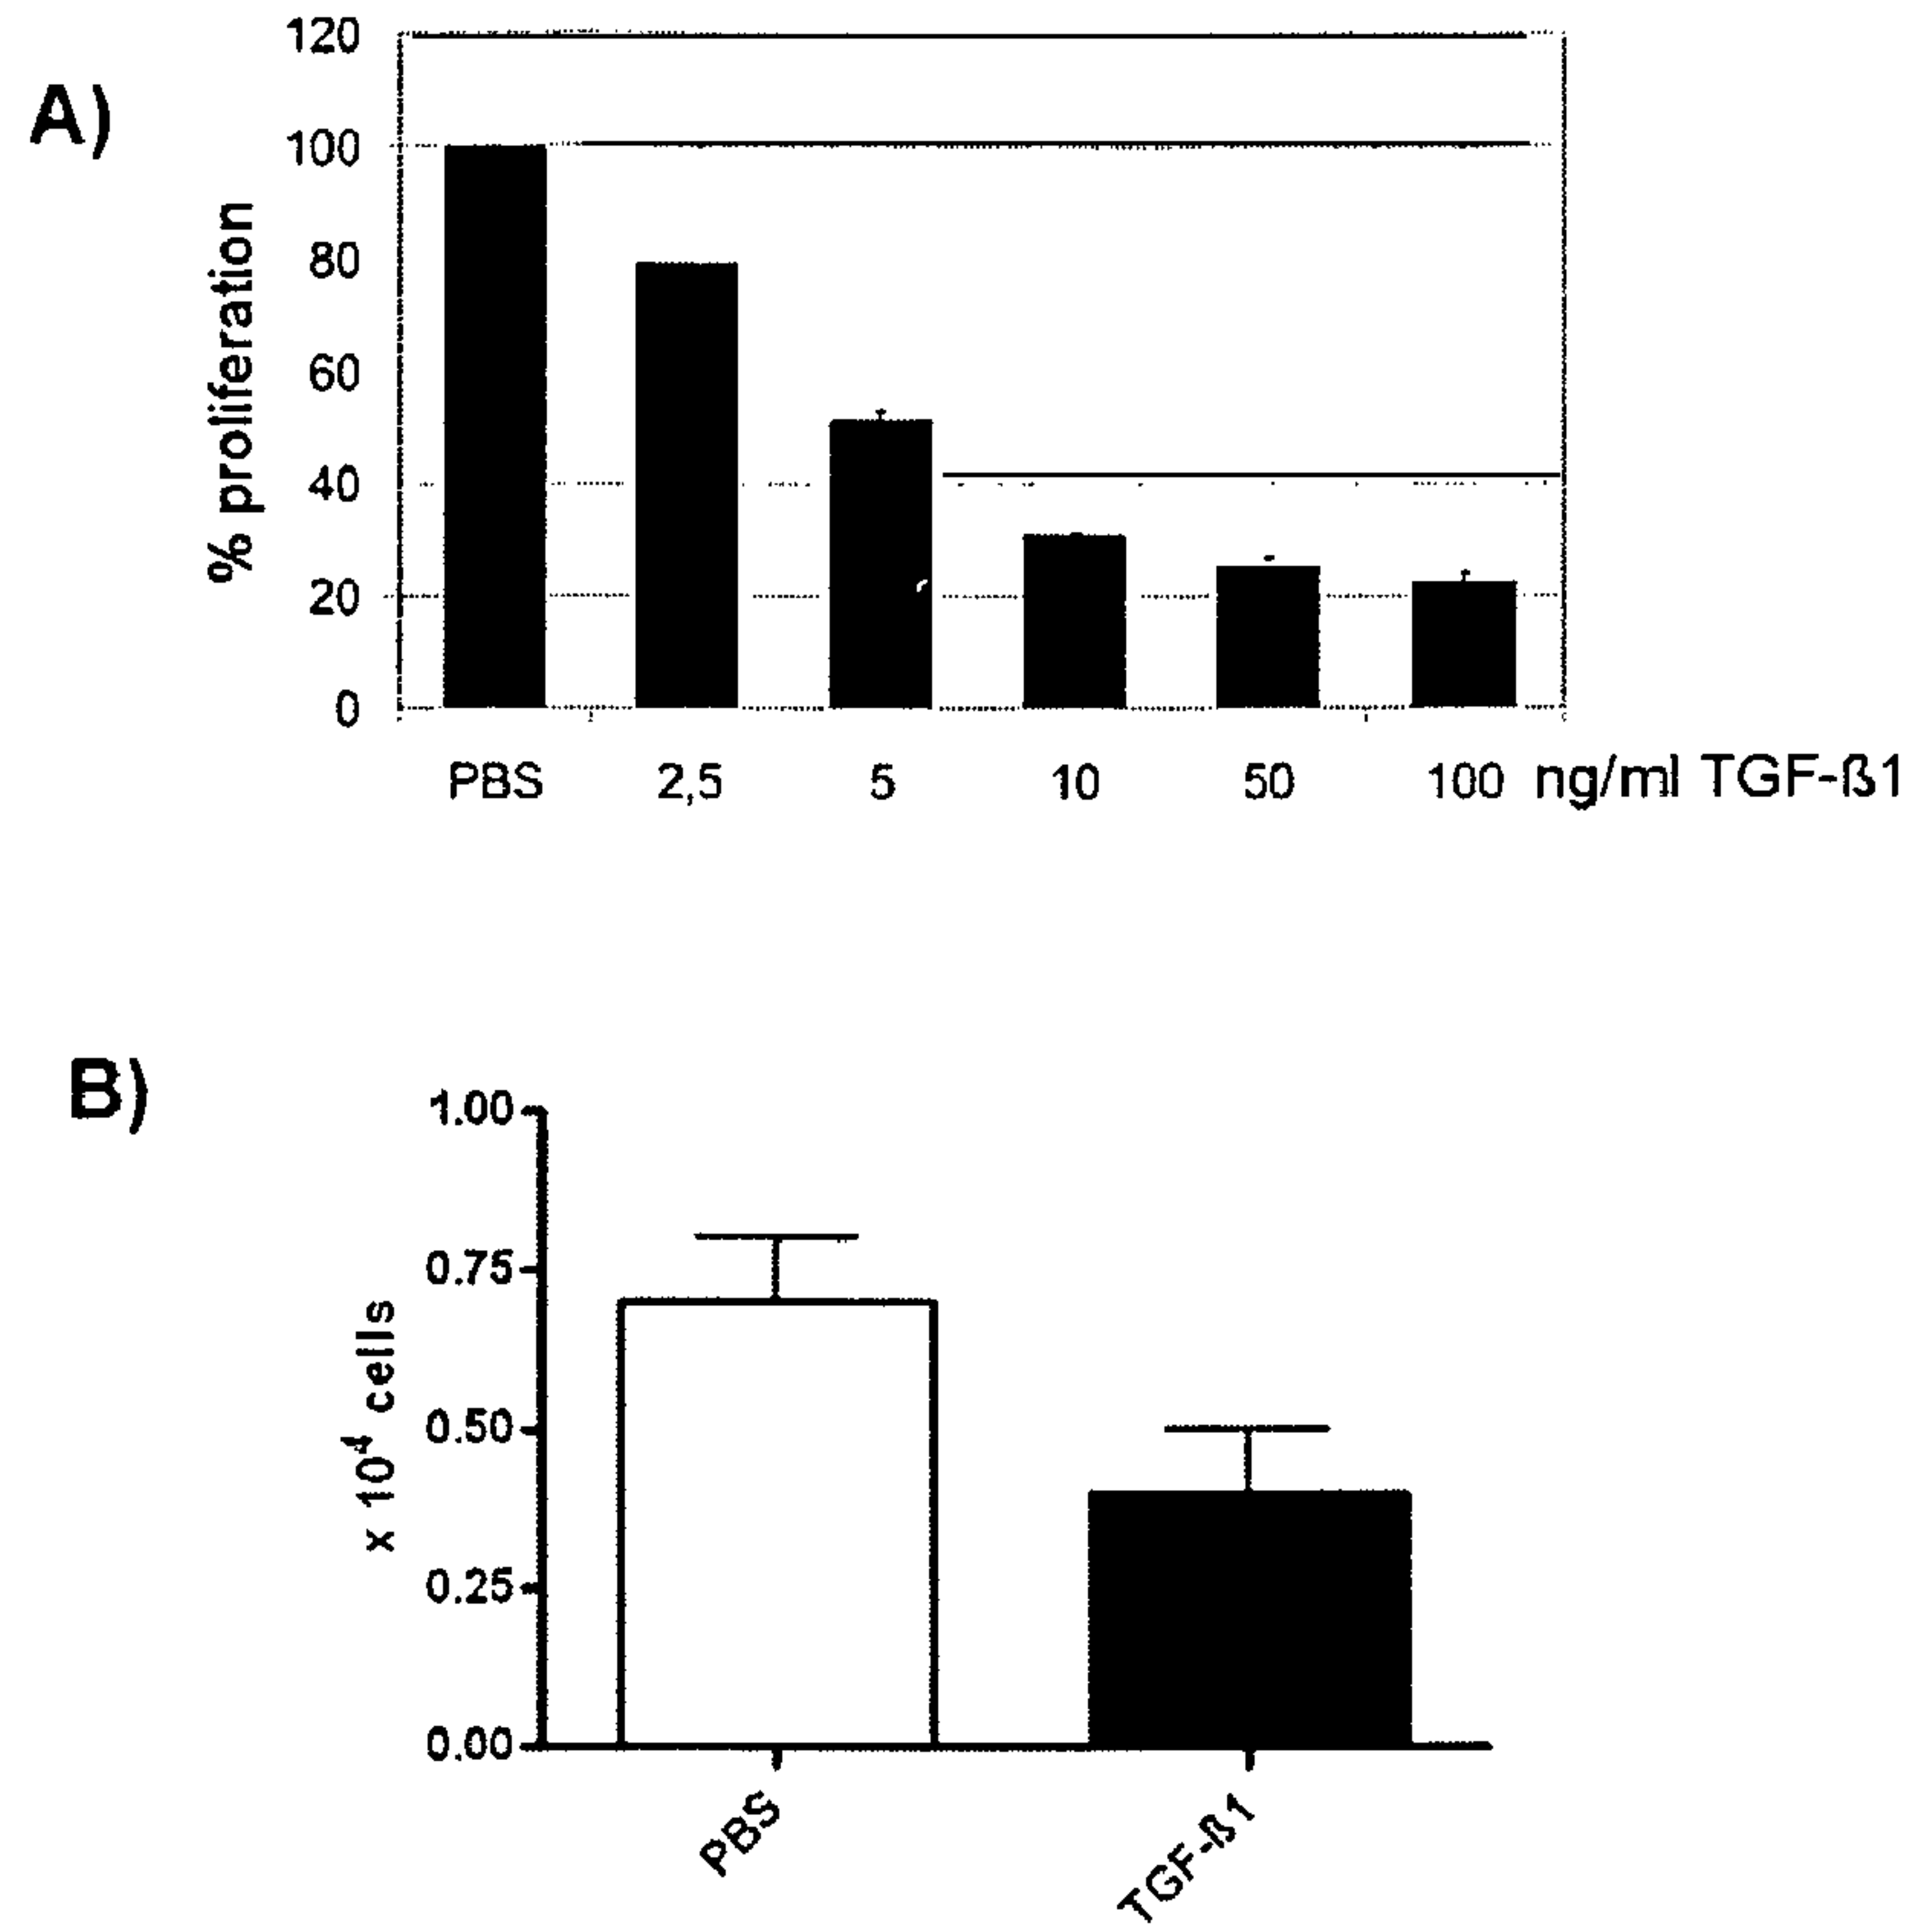 A)
120
100
80
60
40
20
0
% proliferation
PBS 2,5 5 10 50 100 ng/ml TGF-ß1
B)
1.00
0.75
0.50
0.25
0.00
x 10⁴ cells
PBS
TGF-ß1